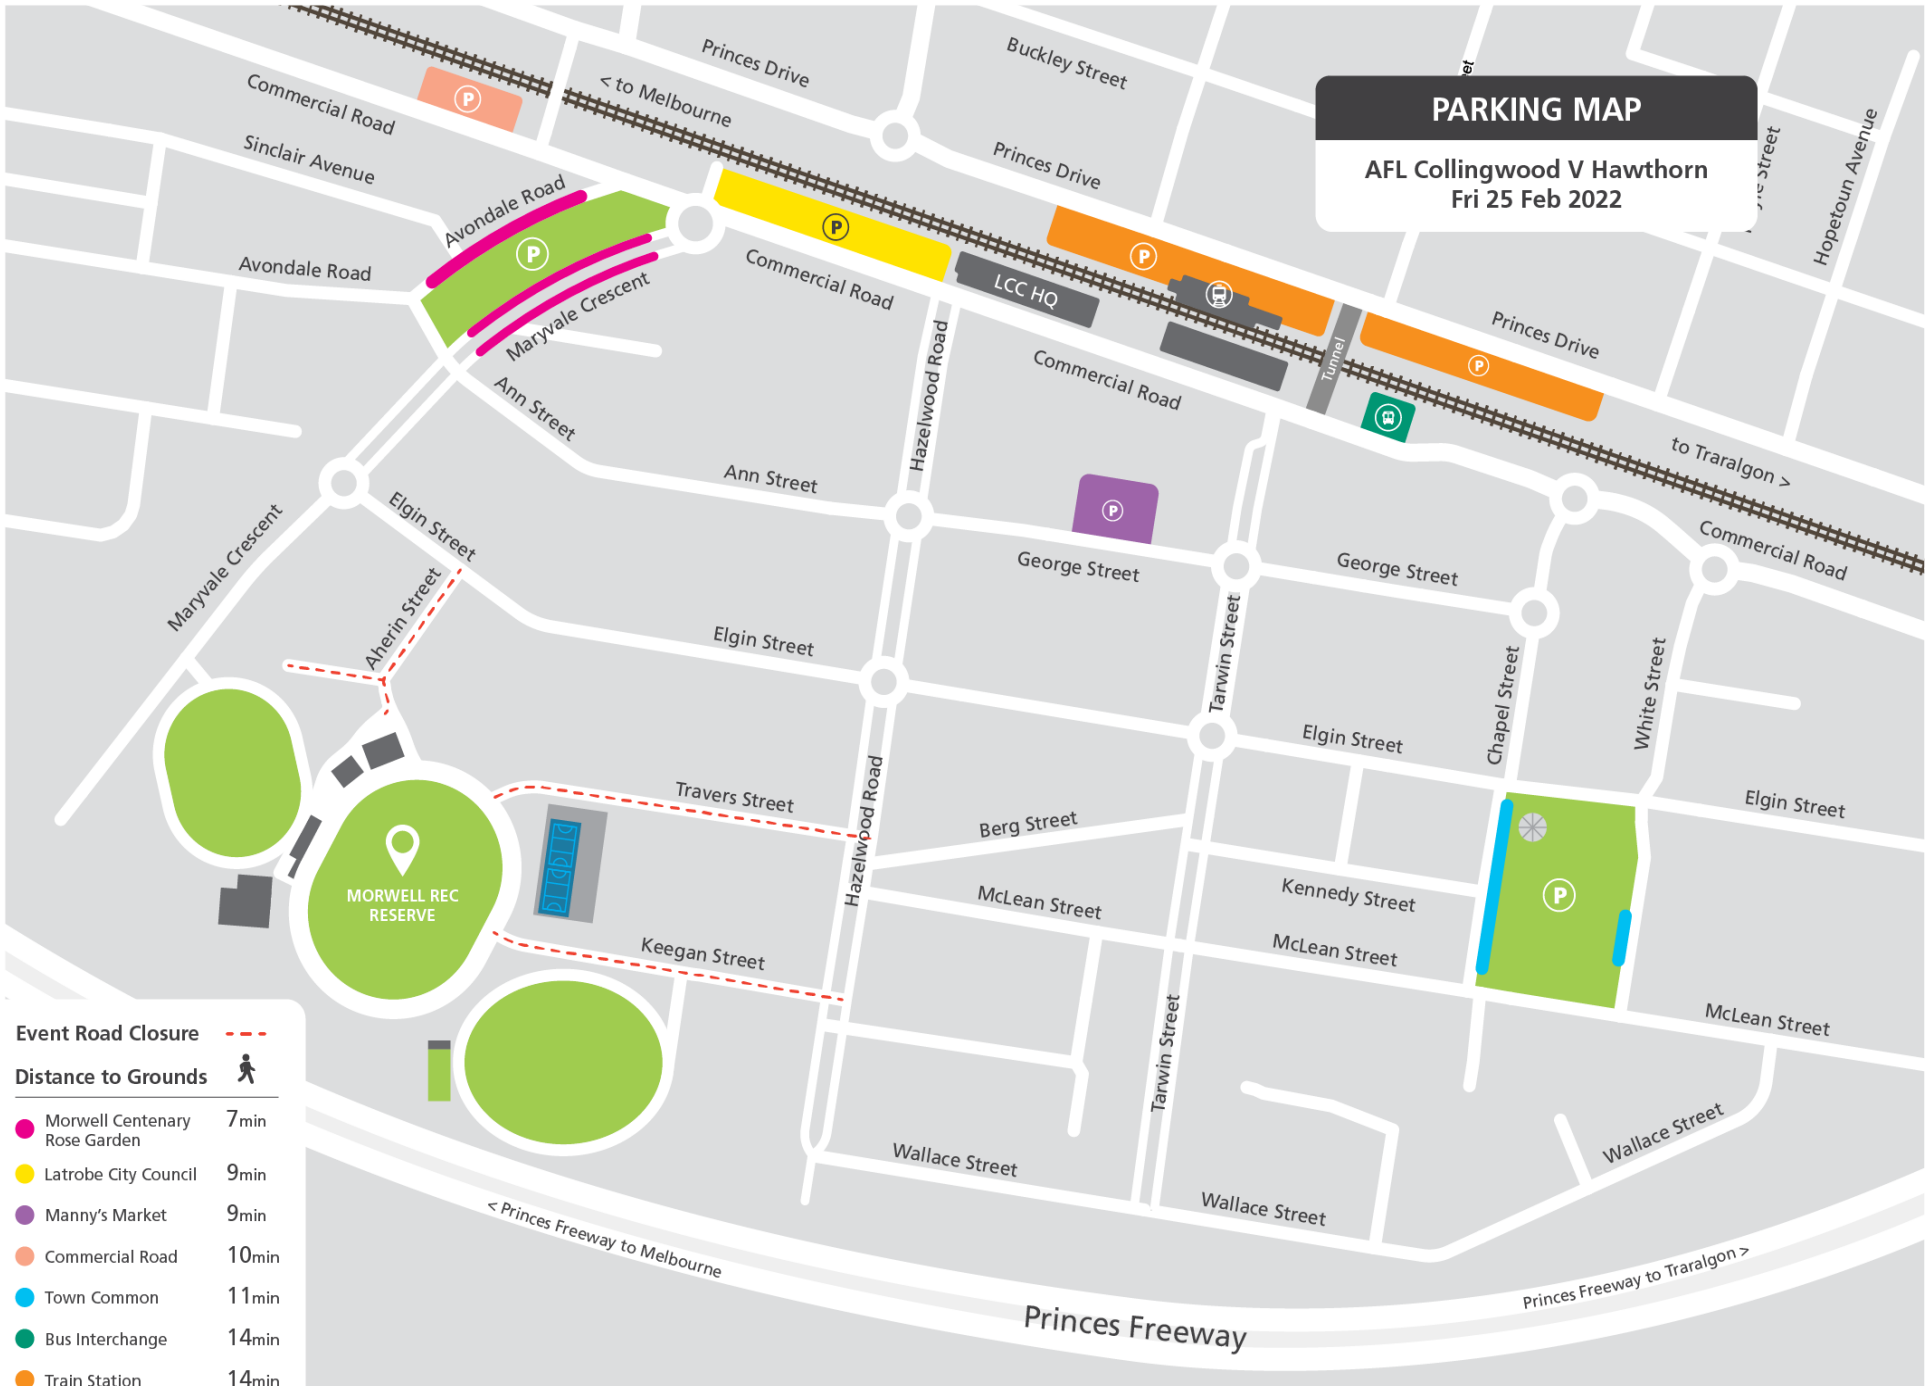 PARKING MAP
AFL Collingwood V Hawthorn
Fri 25 Feb 2022
Princes Drive
Buckley Street
< to Melbourne
Commercial Road
P
Sinclair Avenue
Princes Drive
Hopetoun Avenue
Avondale Road
P
P
P
Avondale Road
Commercial Road
LCC HQ
Maryvale Crescent
Princes Drive
Tunnel
P
Hazelwood Road
Commercial Road
Ann Street
to Traralgon >
Ann Street
P
Elgin Street
George Street
George Street
Commercial Road
Maryvale Crescent
Aherin Street
Elgin Street
Tarwin Street
Chapel Street
White Street
Elgin Street
Elgin Street
Travers Street
Berg Street
Hazelwood Road
Kennedy Street
P
MORWELL REC
RESERVE
McLean Street
McLean Street
Keegan Street
McLean Street
Tarwin Street
Wallace Street
Wallace Street
Wallace Street
< Princes Freeway to Melbourne
Princes Freeway to Traralgon >
Princes Freeway
Event Road Closure
Distance to Grounds
Morwell Centenary 7min
Rose Garden
Latrobe City Council 9min
Manny's Market 9min
Commercial Road 10min
Town Common 11min
Bus Interchange 14min
Train Station 14min